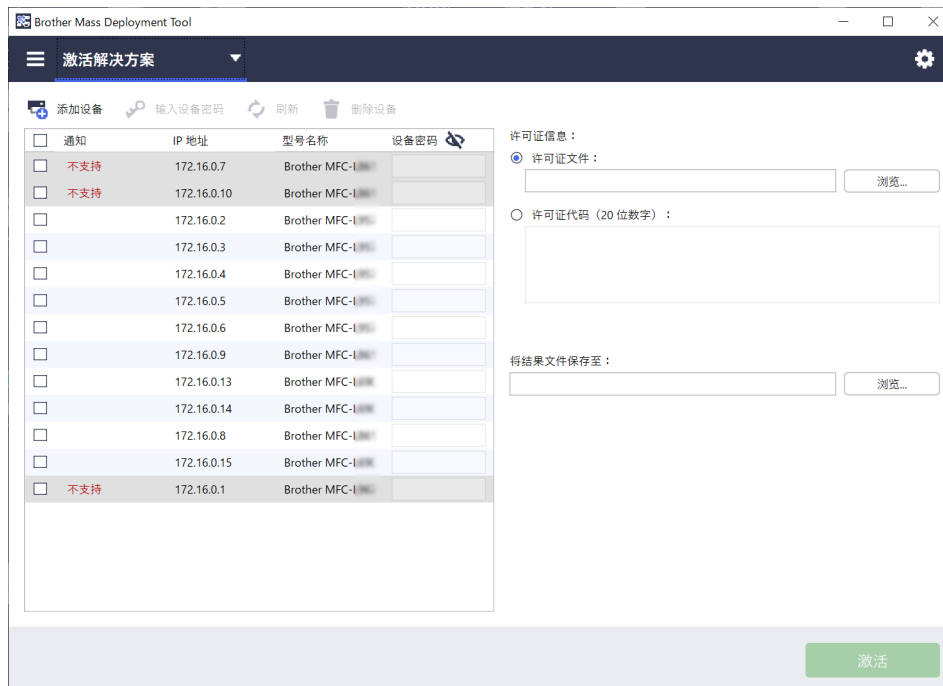 Brother Mass Deployment Tool
激活解决方案
添加设备 输入设备密码 刷新 删除设备
通知 IP 地址 型号名称 设备密码
不支持 172.16.0.7 Brother MFC-
不支持 172.16.0.10 Brother MFC-
172.16.0.2 Brother MFC-
172.16.0.3 Brother MFC-
172.16.0.4 Brother MFC-
172.16.0.5 Brother MFC-
172.16.0.6 Brother MFC-
172.16.0.9 Brother MFC-
172.16.0.13 Brother MFC-
172.16.0.14 Brother MFC-
172.16.0.8 Brother MFC-
172.16.0.15 Brother MFC-
不支持 172.16.0.1 Brother MFC-
许可证信息：
许可证文件：
浏览...
许可证代码（20 位数字）：
将结果文件保存至：
浏览...
激活